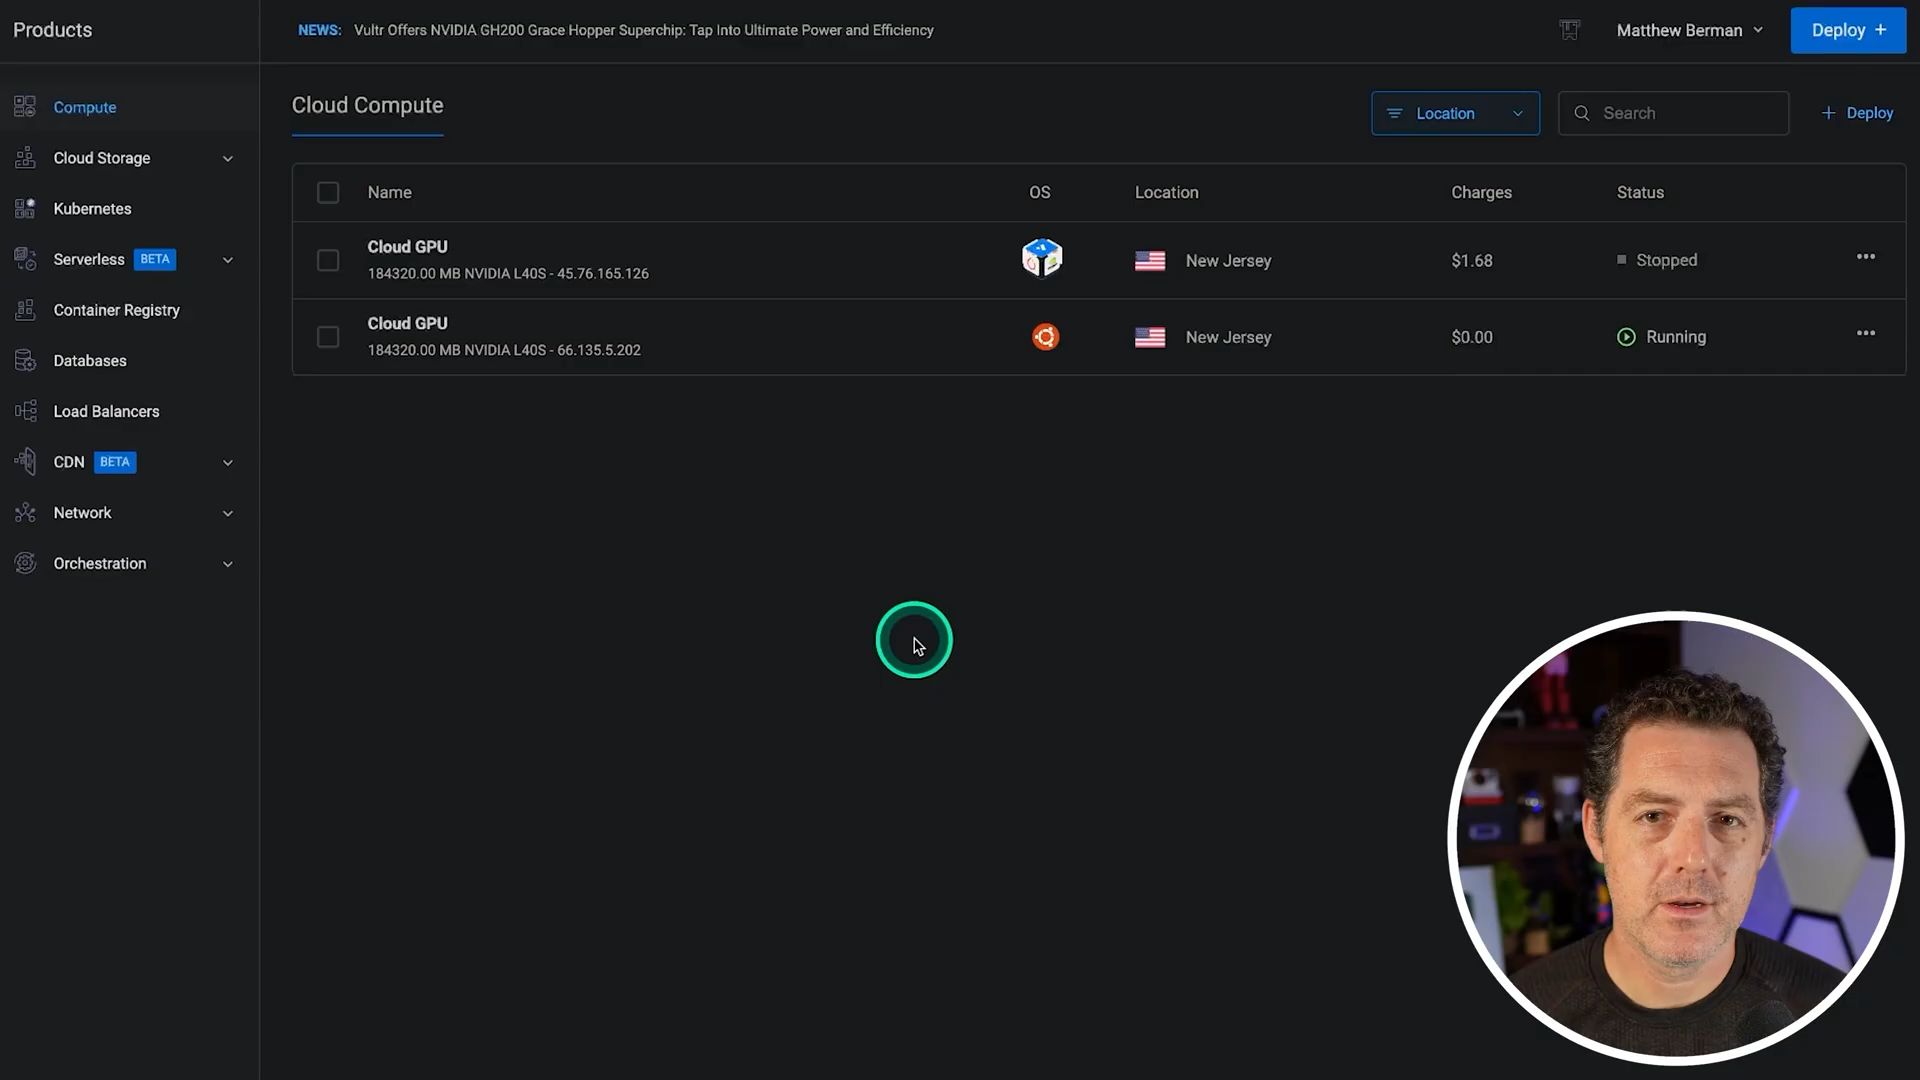 Products
NEWS: Vultr Offers NVIDIA GH200 Grace Hopper Superchip: Tap Into Ultimate Power and Efficiency
Matthew Berman
Deploy +
Compute
Cloud Storage
Kubernetes
Serverless BETA
Container Registry
Databases
Load Balancers
CDN BETA
Network
Orchestration
Cloud Compute
Location
Search
+ Deploy
Name OS Location Charges Status
Cloud GPU
184320.00 MB NVIDIA L40S - 45.76.165.126
New Jersey $1.68 Stopped
Cloud GPU
184320.00 MB NVIDIA L40S - 66.135.5.202
New Jersey $0.00 Running